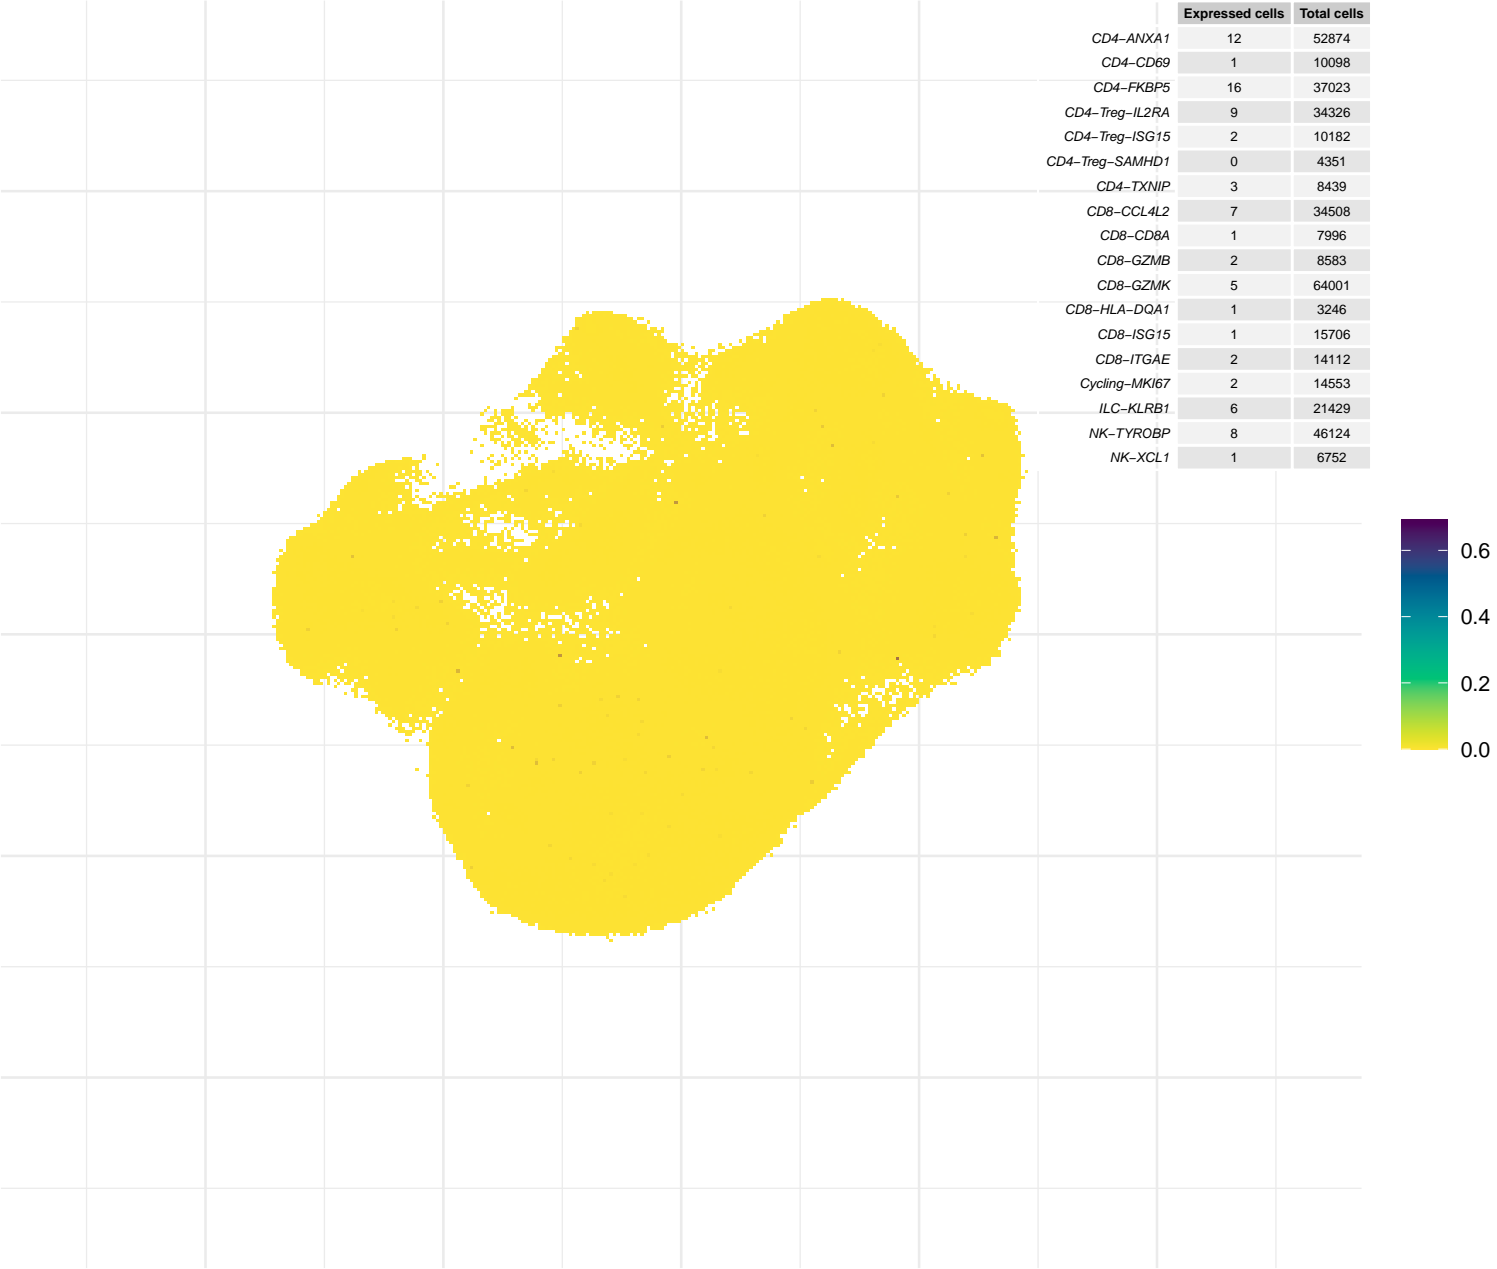 Expressed cells Total cells
CD4−ANXA1 12 52874
CD4−CD69 1 10098
CD4−FKBP5 16 37023
CD4−Treg−IL2RA 9 34326
CD4−Treg−ISG15 2 10182
CD4−Treg−SAMHD1 0 4351
CD4−TXNIP 3 8439
CD8−CCL4L2 7 34508
CD8−CD8A 1 7996
CD8−GZMB 2 8583
CD8−GZMK 5 64001
CD8−HLA−DQA1 1 3246
CD8−ISG15 1 15706
CD8−ITGAE 2 14112
Cycling−MKI67 2 14553
ILC−KLRB1 6 21429
NK−TYROBP 8 46124
NK−XCL1 1 6752
0.6
0.4
0.2
0.0